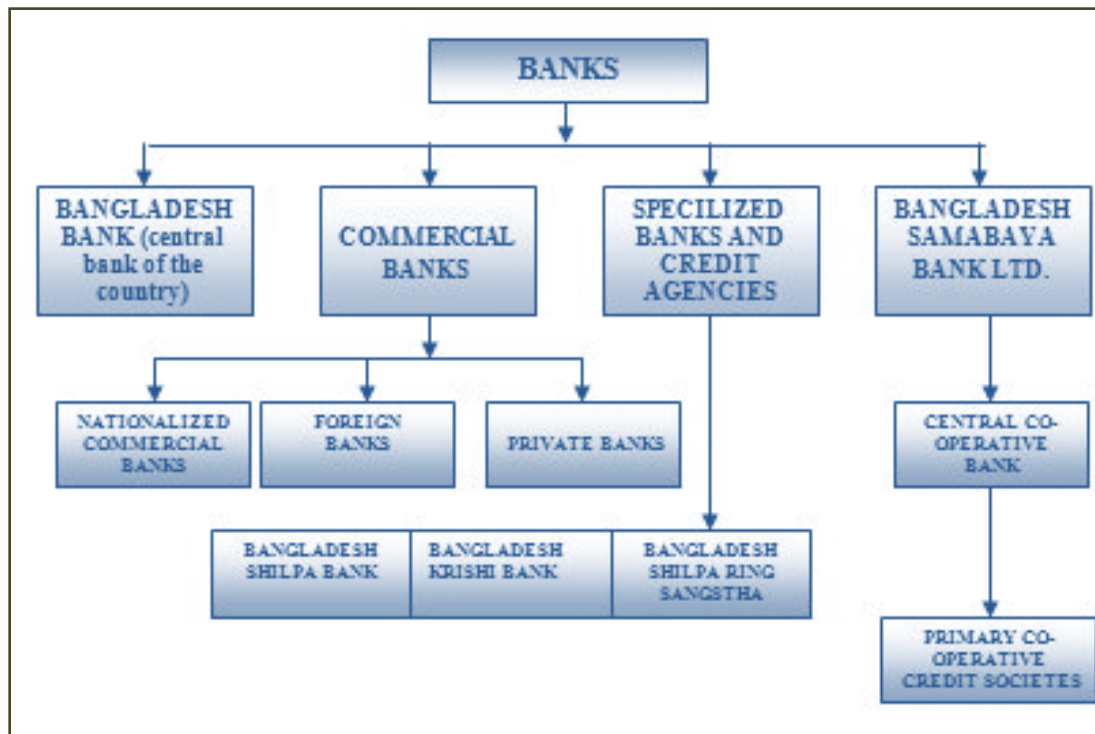 BANKS
BANGLADESH
BANK (central
bank of the
country)
COMMERCIAL
BANKS
SPECILIZED
BANKS AND
CREDIT
AGENCIES
BANGLADESH
SAMABAYA
BANK LTD.
NATIONALIZED
COMMERCIAL
BANKS
FOREIGN
BANKS
PRIVATE BANKS
CENTRAL CO-
OPERATIVE
BANK
BANGLADESH
SHILPA BANK
BANGLADESH
KRISHI BANK
BANGLADESH
SHILPA RING
SANGSTHA
PRIMARY CO-
OPERATIVE
CREDIT SOCIETES